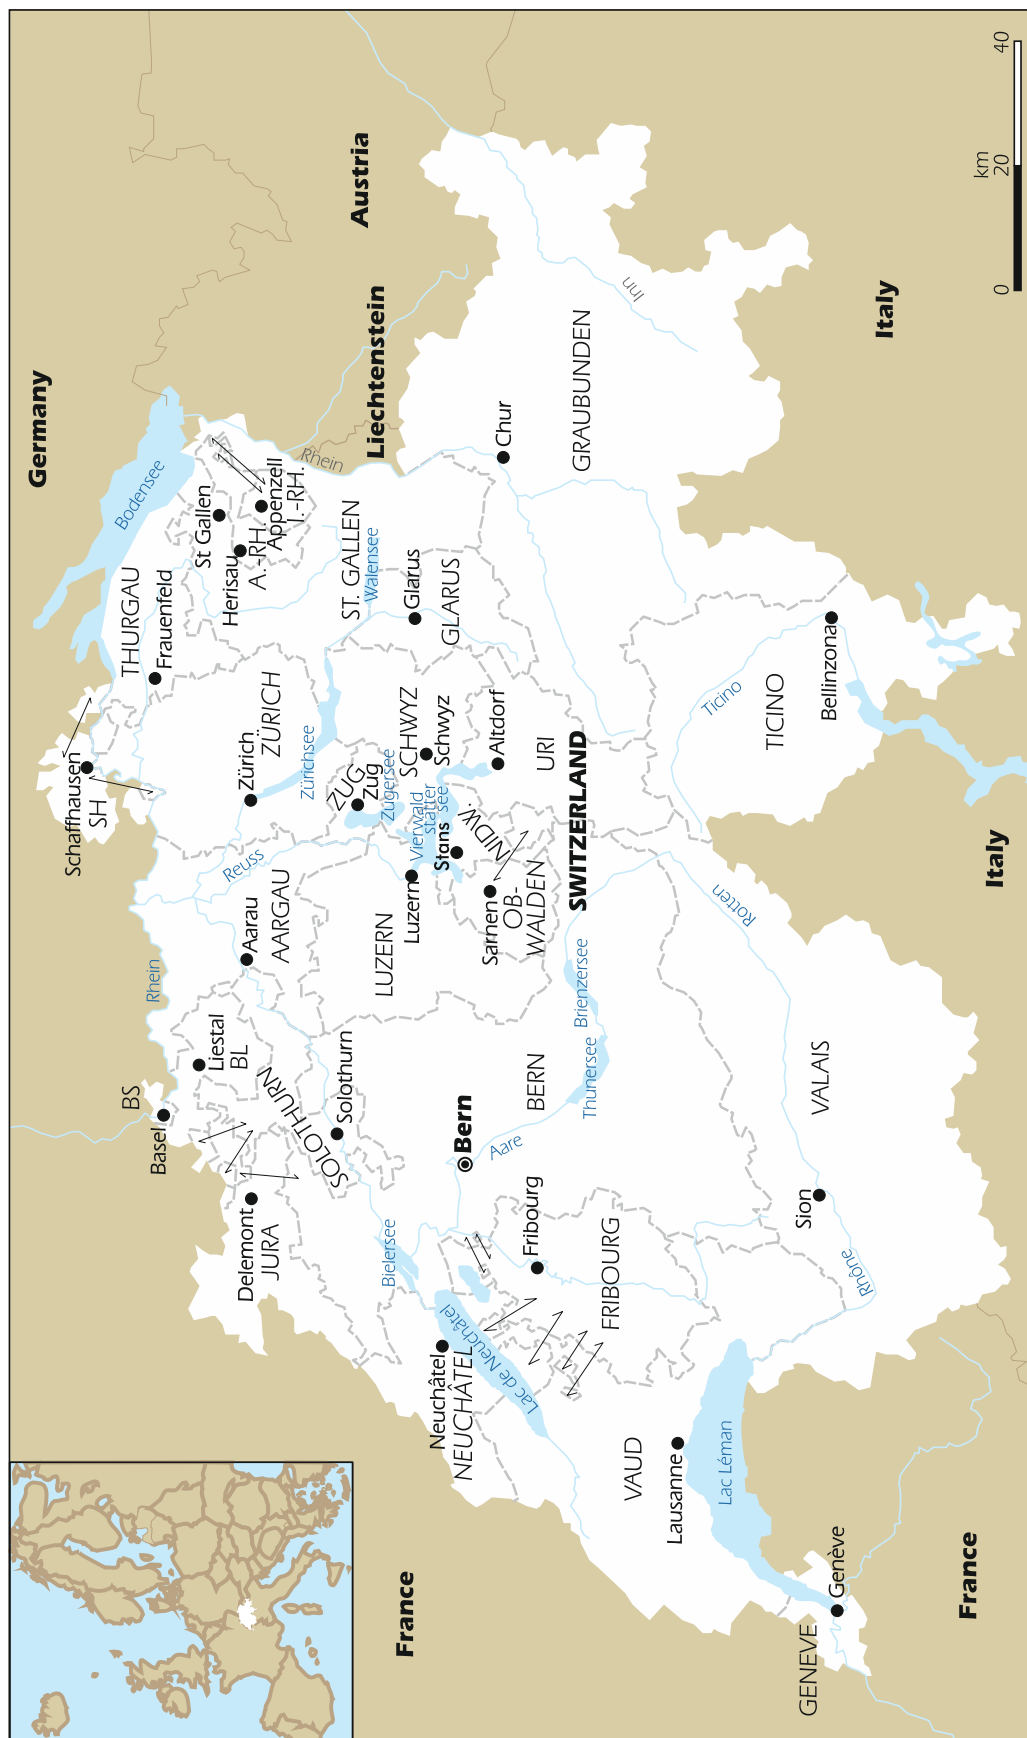 Germany
Austria
Liechtenstein
France
France
Italy
Italy
SWITZERLAND
Schaffhausen
SH
Bodensee
THURGAU
Frauenfeld
St Gallen
Herisau
A.-RH.
Appenzell
I.-RH.
Rhein
ST. GALLEN
Walensee
Glarus
GLARUS
Chur
GRAUBUNDEN
Inn
Zürich
ZÜRICH
Zürichsee
ZUG
Zug
Zugersee
SCHWYZ
Schwyz
Vierwald
stätter
see
Altdorf
URI
Stans
NIDW.
Sarnen
OB-
WALDEN
Luzern
LUZERN
Reuss
Aarau
AARGAU
Rhein
BS
Basel
Liestal
BL
SOLOTHURN
Solothurn
Delemont
JURA
Bielersee
Bern
BERN
Aare
Thunersee
Brienzersee
Fribourg
FRIBOURG
Neuchâtel
NEUCHÂTEL
Lac de Neuchâtel
VAUD
Lausanne
Lac Léman
Genève
GENEVE
Rhône
Sion
VALAIS
Rotten
Ticino
TICINO
Bellinzona
km
0
20
40